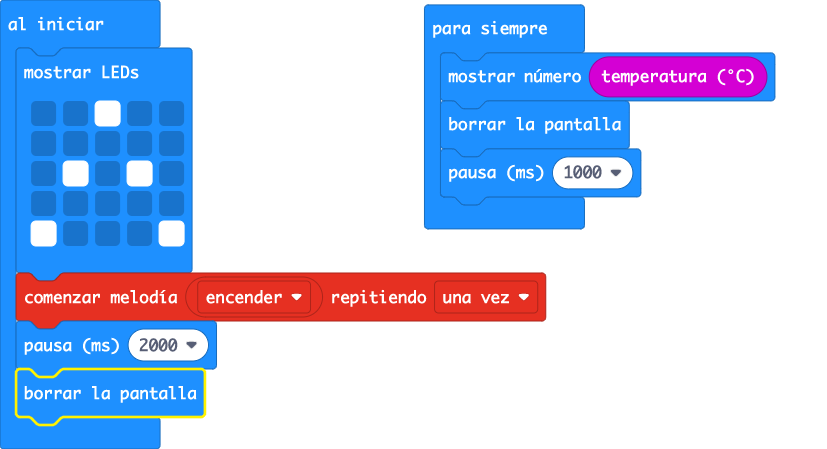 al iniciar
mostrar LEDs
comenzar melodía encender repitiendo una vez
pausa (ms) 2000
borrar la pantalla
para siempre
mostrar número temperatura (°C)
borrar la pantalla
pausa (ms) 1000